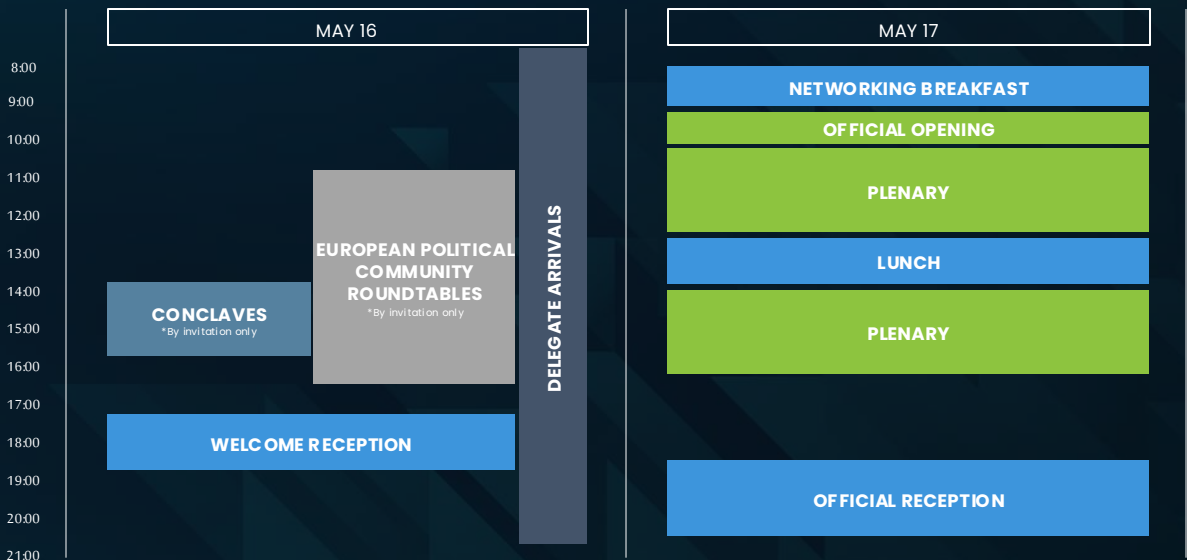 MAY 16
MAY 17
8:00
9:00
10:00
11:00
12:00
13:00
14:00
15:00
16:00
17:00
18:00
19:00
20:00
21:00
EUROPEAN POLITICAL
COMMUNITY
ROUNDTABLES
*By invitation only
CONCLAVES
*By invitation only
WELCOME RECEPTION
DELEGATE ARRIVALS
NETWORKING BREAKFAST
OFFICIAL OPENING
PLENARY
LUNCH
PLENARY
OFFICIAL RECEPTION